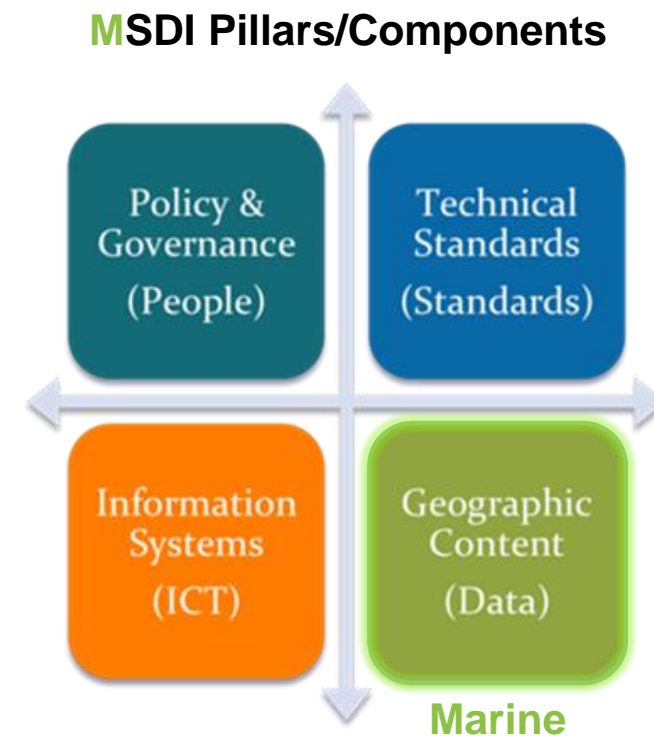 MSDI Pillars/Components
Policy &
Governance
(People)
Technical
Standards
(Standards)
Information
Systems
(ICT)
Geographic
Content
(Data)
Marine